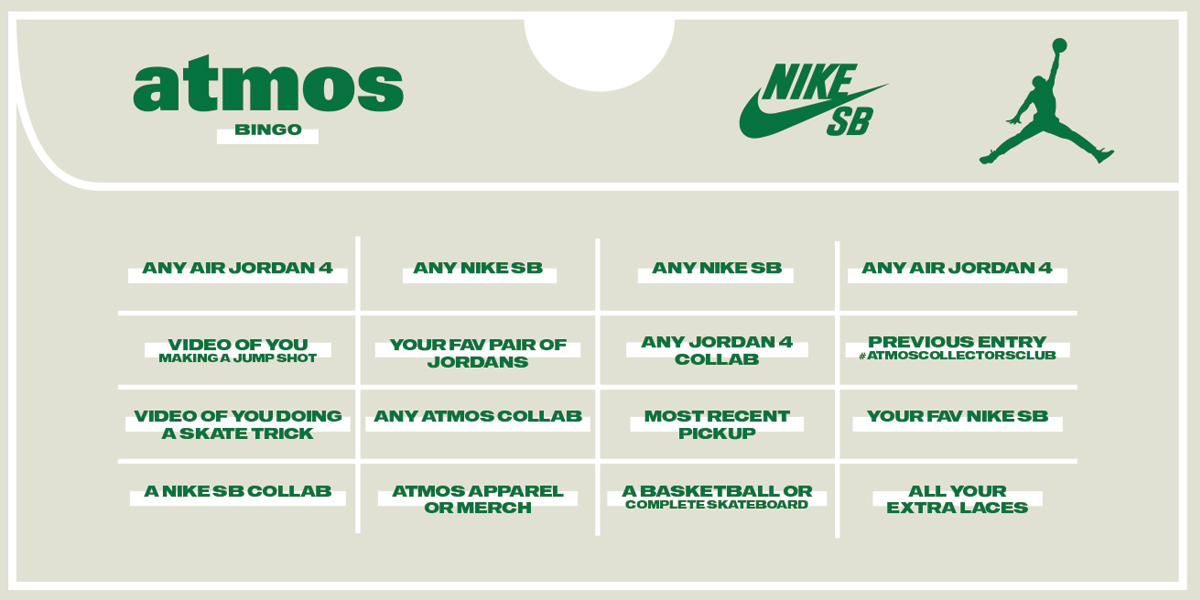 atmos
BINGO
NIKE
SB
ANY AIR JORDAN 4
ANY NIKE SB
ANY NIKE SB
ANY AIR JORDAN 4
VIDEO OF YOU
MAKING A JUMP SHOT
YOUR FAV PAIR OF
JORDANS
ANY JORDAN 4
COLLAB
PREVIOUS ENTRY
#ATMOSCOLLECTORSCLUB
VIDEO OF YOU DOING
A SKATE TRICK
ANY ATMOS COLLAB
MOST RECENT
PICKUP
YOUR FAV NIKE SB
A NIKE SB COLLAB
ATMOS APPAREL
OR MERCH
A BASKETBALL OR
COMPLETE SKATEBOARD
ALL YOUR
EXTRA LACES